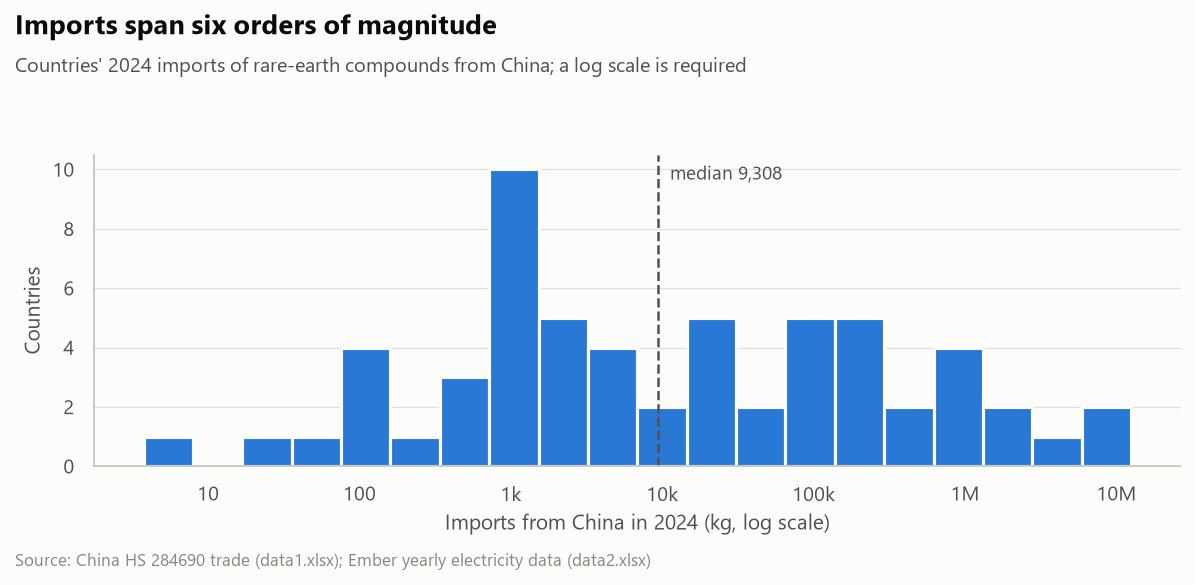 Imports span six orders of magnitude
Countries' 2024 imports of rare-earth compounds from China; a log scale is required
10
8
6
4
2
0
Countries
median 9,308
10
100
1k
10k
100k
1M
10M
Imports from China in 2024 (kg, log scale)
Source: China HS 284690 trade (data1.xlsx); Ember yearly electricity data (data2.xlsx)